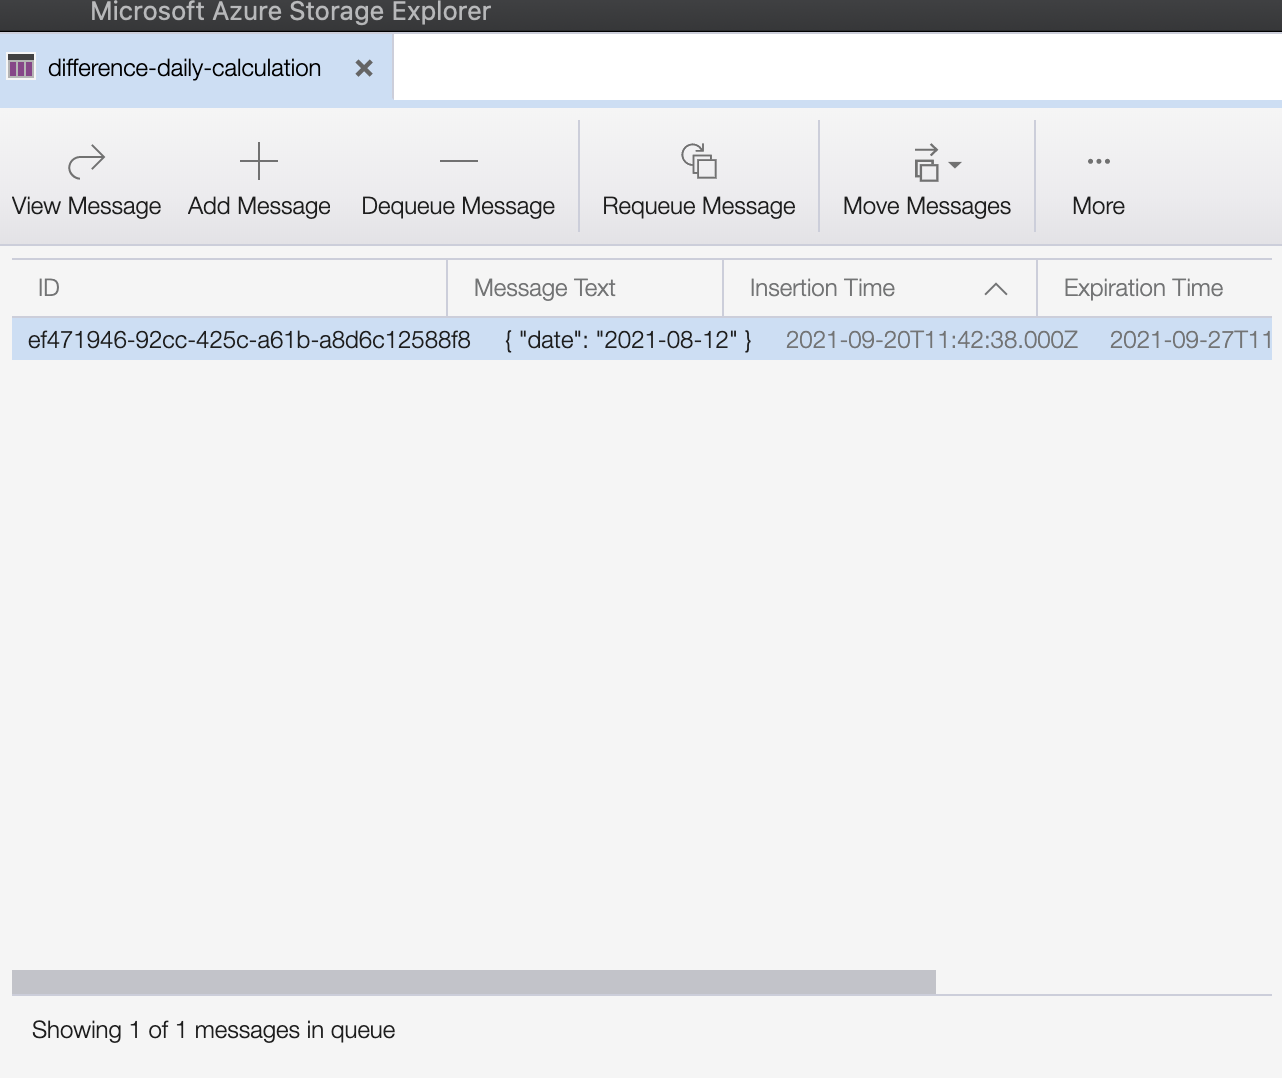 Microsoft Azure Storage Explorer
difference-daily-calculation
View Message Add Message Dequeue Message Requeue Message Move Messages More
ID Message Text Insertion Time Expiration Time
ef471946-92cc-425c-a61b-a8d6c12588f8 { "date": "2021-08-12" } 2021-09-20T11:42:38.000Z 2021-09-27T11
Showing 1 of 1 messages in queue